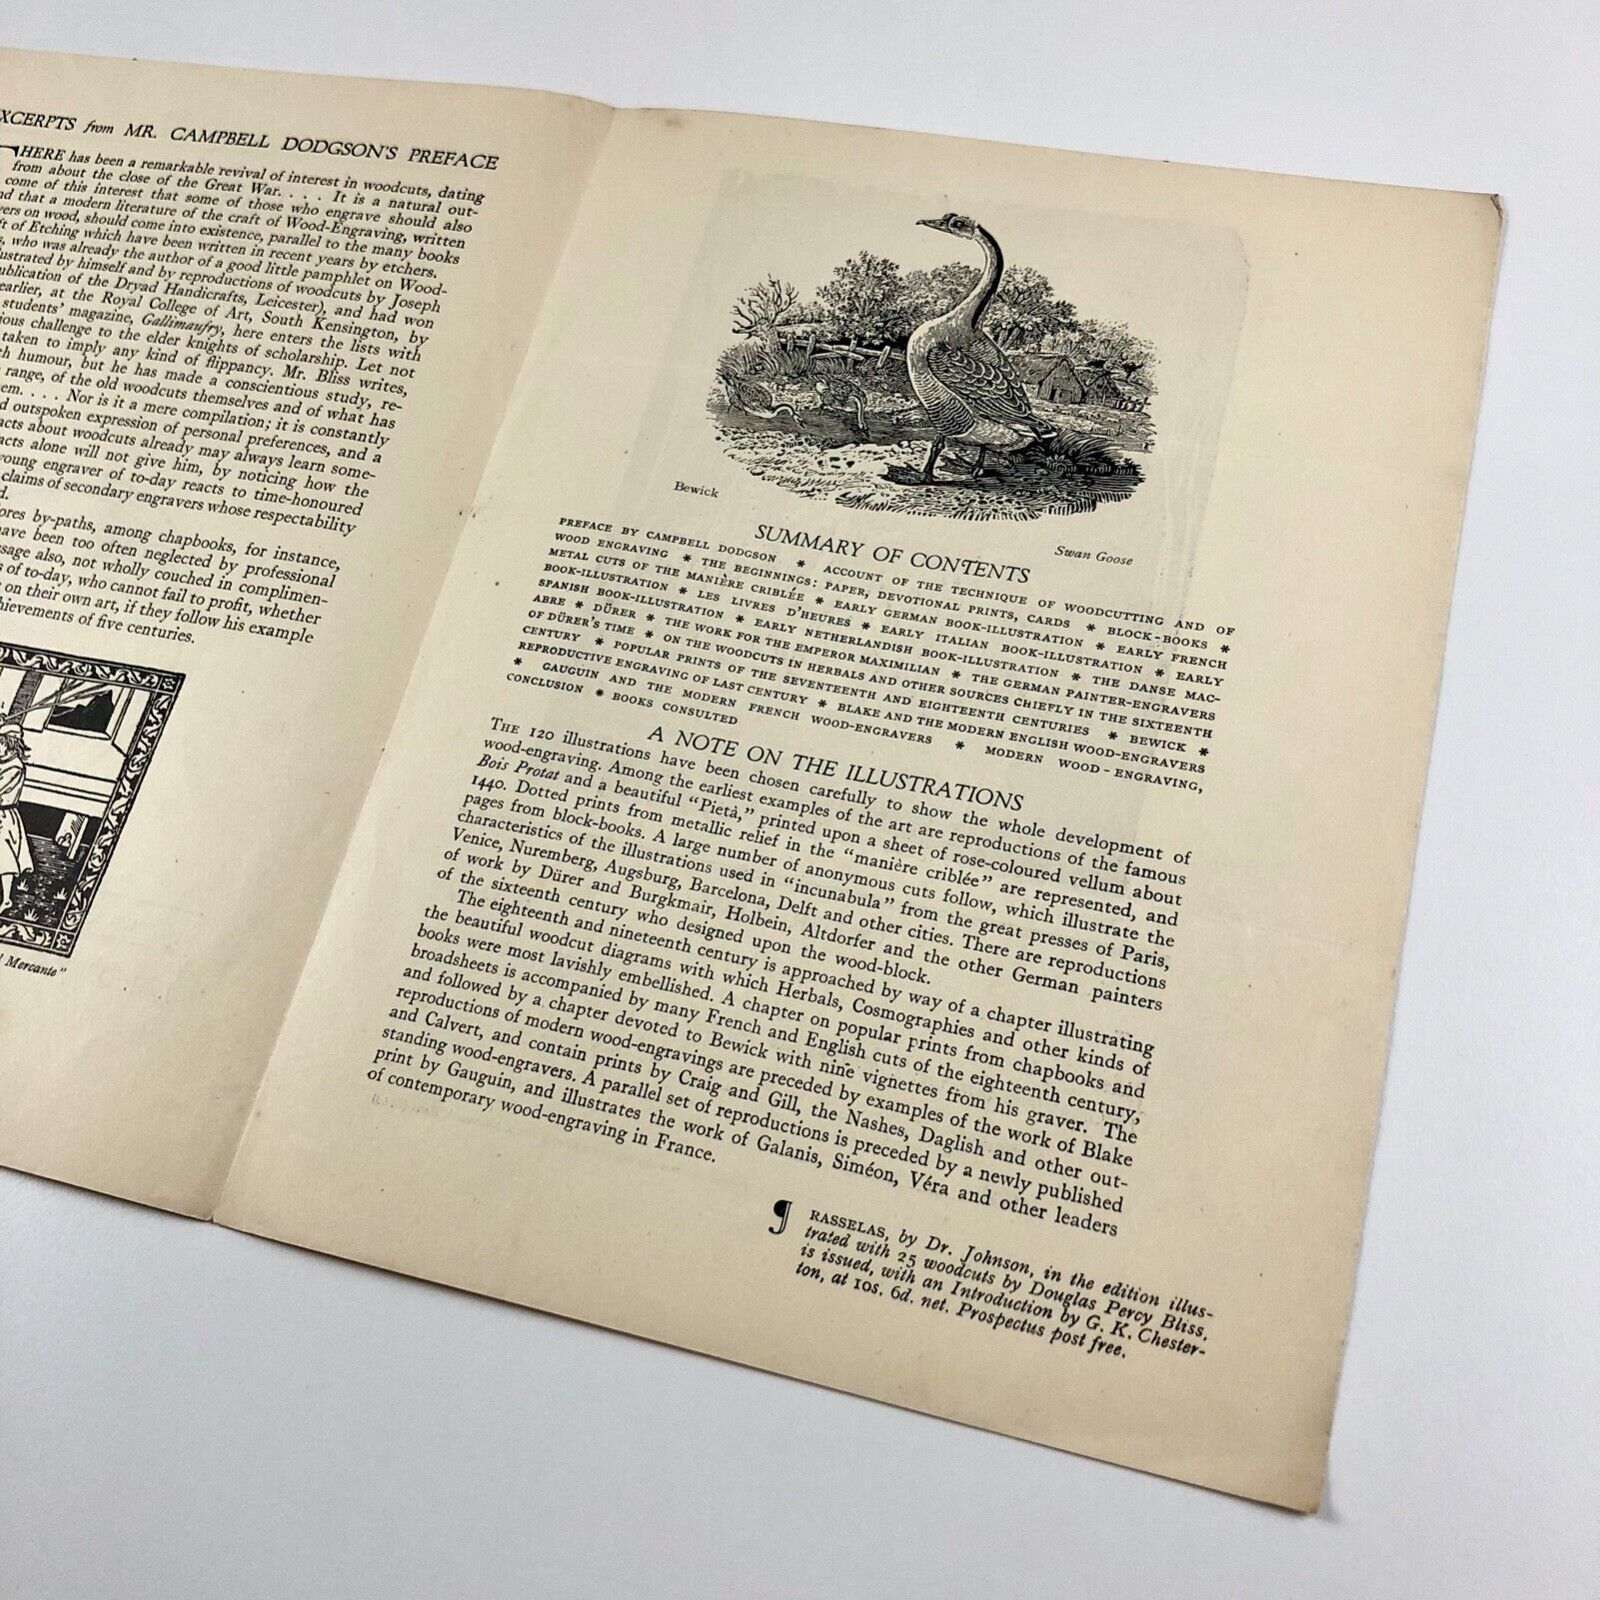 EXCERPTS from MR. CAMPBELL DODGSON'S PREFACE
THERE has been a remarkable revival of interest in woodcuts, dating
from about the close of the Great War. . . . It is a natural out-
come of this interest that some of those who engrave should also
that a modern literature of the craft of Wood-Engraving, written
on wood, should come into existence, parallel to the many books
of Etching which have been written in recent years by etchers.
who was already the author of a good little pamphlet on Wood-
by himself and by reproductions of woodcuts by Joseph
of the Dryad Handicrafts, Leicester), and had won
earlier, at the Royal College of Art, South Kensington, by
students' magazine, Gallimaufry, here enters the lists with
challenge to the elder knights of scholarship. Let not
taken to imply any kind of flippancy. Mr. Bliss writes,
humour, but he has made a conscientious study, re-
range, of the old woodcuts themselves and of what has
. . . . Nor is it a mere compilation; it is constantly
outspoken expression of personal preferences, and a
about woodcuts already may always learn some-
alone will not give him, by noticing how the
young engraver of to-day reacts to time-honoured
claims of secondary engravers whose respectability
by-paths, among chapbooks, for instance,
have been too often neglected by professional
also, not wholly couched in complimen-
of to-day, who cannot fail to profit, whether
on their own art, if they follow his example
of five centuries.
Mercante"
Bewick
Swan Goose
SUMMARY OF CONTENTS
PREFACE BY CAMPBELL DODGSON * ACCOUNT OF THE TECHNIQUE OF WOODCUTTING AND OF
WOOD ENGRAVING * THE BEGINNINGS: PAPER, DEVOTIONAL PRINTS, CARDS * BLOCK-BOOKS *
METAL CUTS OF THE MANIÈRE CRIBLÉE * EARLY GERMAN BOOK-ILLUSTRATION * EARLY FRENCH
BOOK-ILLUSTRATION * LES LIVRES D'HEURES * EARLY ITALIAN BOOK-ILLUSTRATION * EARLY
SPANISH BOOK-ILLUSTRATION * EARLY NETHERLANDISH BOOK-ILLUSTRATION * THE DANSE MAC-
ABRE * DÜRER * THE WORK FOR THE EMPEROR MAXIMILIAN * THE GERMAN PAINTER-ENGRAVERS
OF DÜRER'S TIME * ON THE WOODCUTS IN HERBALS AND OTHER SOURCES CHIEFLY IN THE SIXTEENTH
CENTURY * POPULAR PRINTS OF THE SEVENTEENTH AND EIGHTEENTH CENTURIES * BEWICK *
REPRODUCTIVE ENGRAVING OF LAST CENTURY * BLAKE AND THE MODERN ENGLISH WOOD-ENGRAVERS
* GAUGUIN AND THE MODERN FRENCH WOOD-ENGRAVERS * MODERN WOOD-ENGRAVING,
CONCLUSION * BOOKS CONSULTED
A NOTE ON THE ILLUSTRATIONS
THE 120 illustrations have been chosen carefully to show the whole development of
wood-engraving. Among the earliest examples of the art are reproductions of the famous
Bois Protat and a beautiful "Pietà," printed upon a sheet of rose-coloured vellum about
1440. Dotted prints from metallic relief in the "manière criblée" are represented, and
pages from block-books. A large number of anonymous cuts follow, which illustrate the
characteristics of the illustrations used in "incunabula" from the great presses of Paris,
Venice, Nuremberg, Augsburg, Barcelona, Delft and other cities. There are reproductions
of work by Dürer and Burgkmair, Holbein, Altdorfer and the other German painters
of the sixteenth century who designed upon the wood-block.
The eighteenth and nineteenth century is approached by way of a chapter illustrating
the beautiful woodcut diagrams with which Herbals, Cosmographies and other kinds of
books were most lavishly embellished. A chapter on popular prints from chapbooks and
broadsheets is accompanied by many French and English cuts of the eighteenth century,
and followed by a chapter devoted to Bewick with nine vignettes from his graver. The
reproductions of modern wood-engravings are preceded by examples of the work of Blake
and Calvert, and contain prints by Craig and Gill, the Nashes, Daglish and other out-
standing wood-engravers. A parallel set of reproductions is preceded by a newly published
print by Gauguin, and illustrates the work of Galanis, Siméon, Véra and other leaders
of contemporary wood-engraving in France.
¶ RASSELAS, by Dr. Johnson, in the edition illus-
trated with 25 woodcuts by Douglas Percy Bliss,
is issued, with an Introduction by G. K. Chester-
ton, at 10s. 6d. net. Prospectus post free.